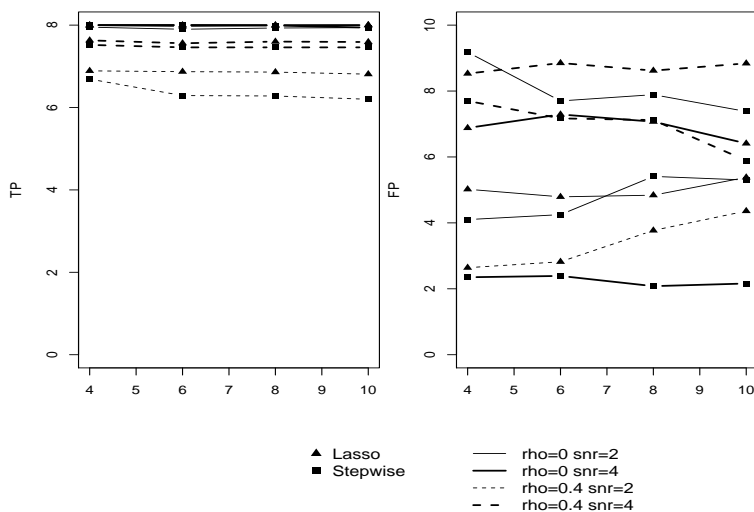 TP
0
2
4
6
8
4 5 6 7 8 9 10
FP
0
2
4
6
8
10
4 5 6 7 8 9 10
Lasso
Stepwise
rho=0 snr=2
rho=0 snr=4
rho=0.4 snr=2
rho=0.4 snr=4